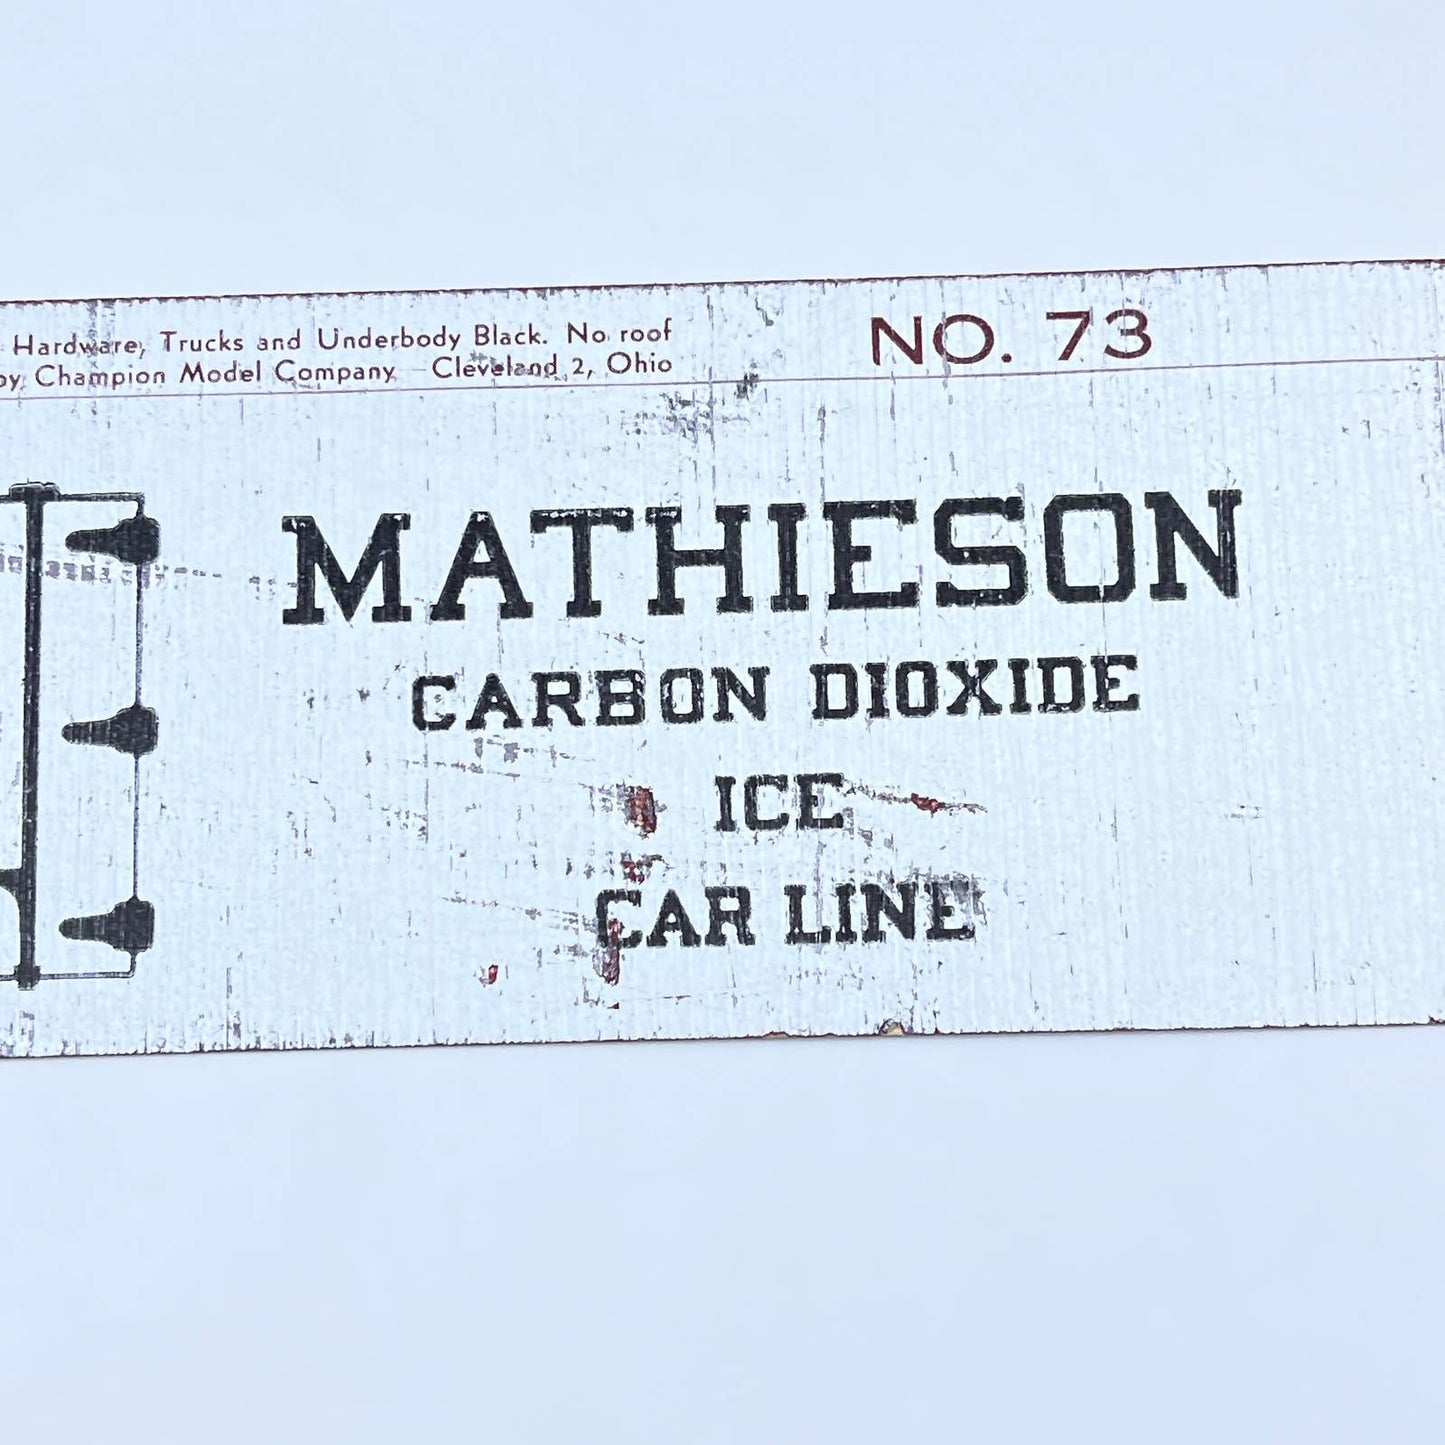 Hardware, Trucks and Underbody Black. No roof
by Champion Model Company Cleveland 2, Ohio
NO. 73
MATHIESON
CARBON DIOXIDE
ICE
CAR LINE